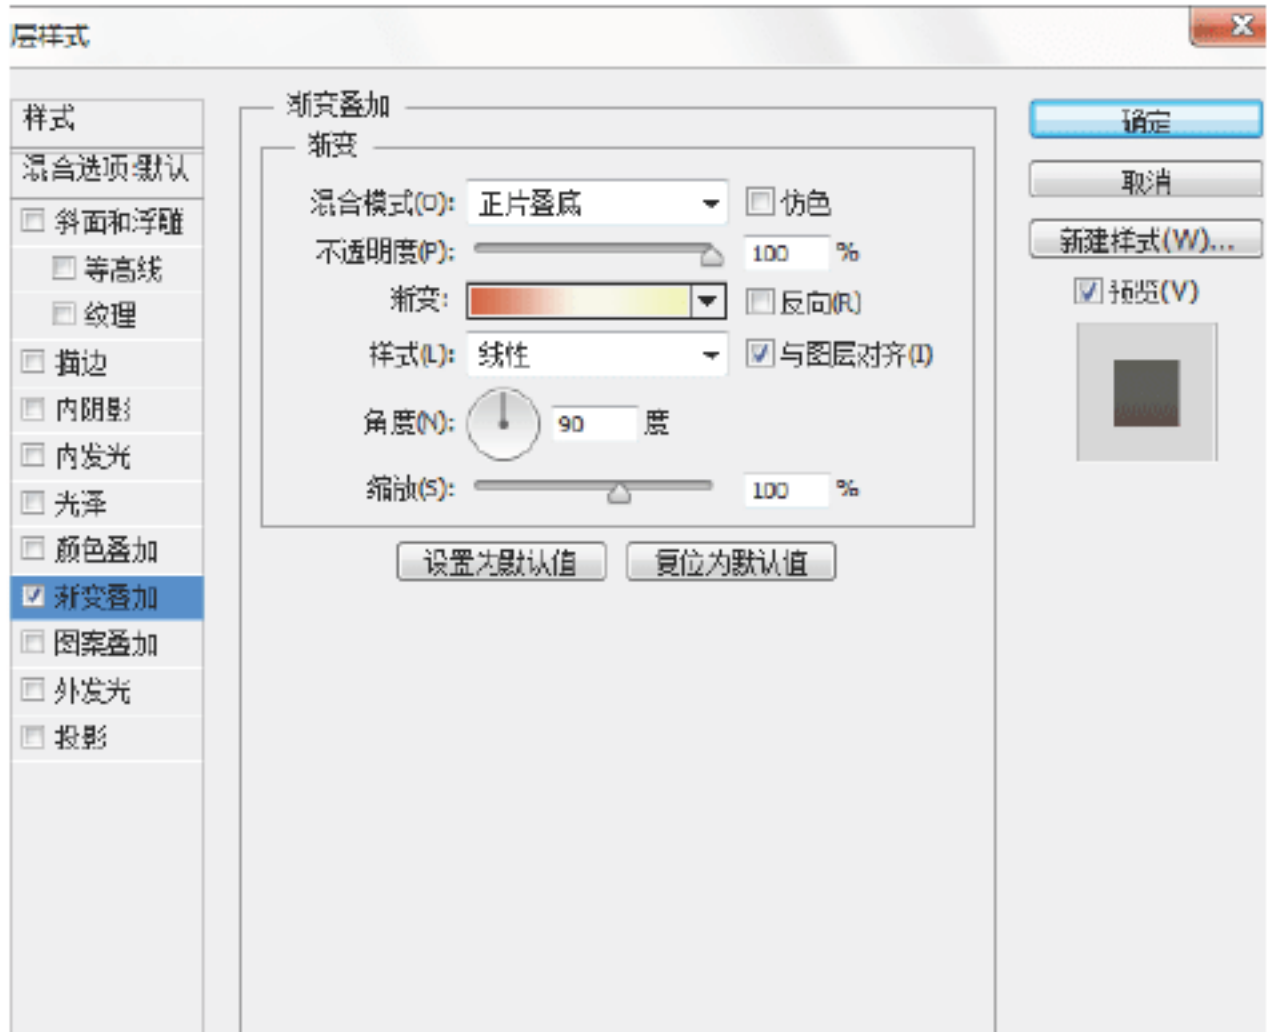 层样式
样式
混合选项:默认
斜面和浮雕
等高线
纹理
描边
内阴影
内发光
光泽
颜色叠加
渐变叠加
图案叠加
外发光
投影
渐变叠加
渐变
混合模式(O): 正片叠底 仿色
不透明度(P): 100 %
渐变: 反向(R)
样式(L): 线性 与图层对齐(I)
角度(N): 90 度
缩放(S): 100 %
设置为默认值 复位为默认值
确定
取消
新建样式(W)...
预览(V)